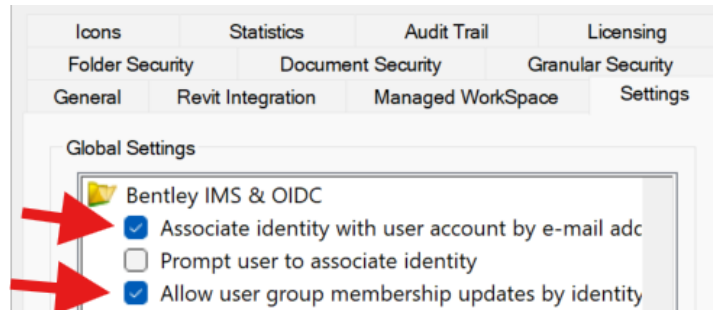 Icons Statistics Audit Trail Licensing
Folder Security Document Security Granular Security
General Revit Integration Managed WorkSpace Settings
Global Settings
Bentley IMS & OIDC
Associate identity with user account by e-mail adc
Prompt user to associate identity
Allow user group membership updates by identity